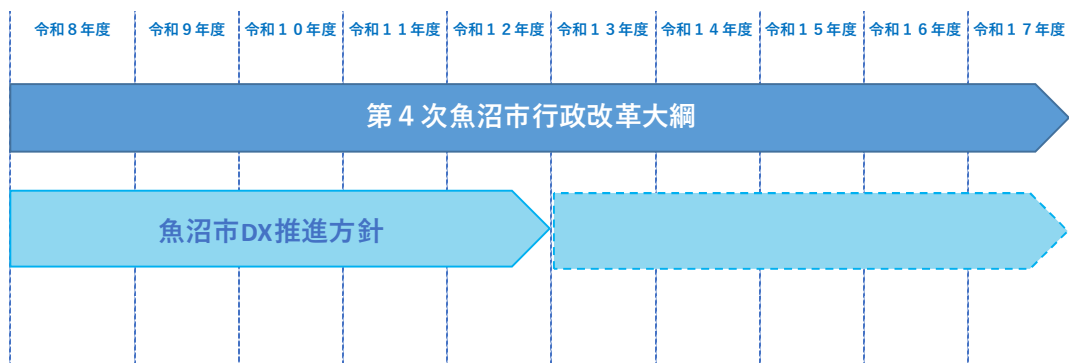 令和８年度 令和９年度 令和１０年度 令和１１年度 令和１２年度 令和１３年度 令和１４年度 令和１５年度 令和１６年度 令和１７年度
第４次魚沼市行政改革大綱
魚沼市DX推進方針